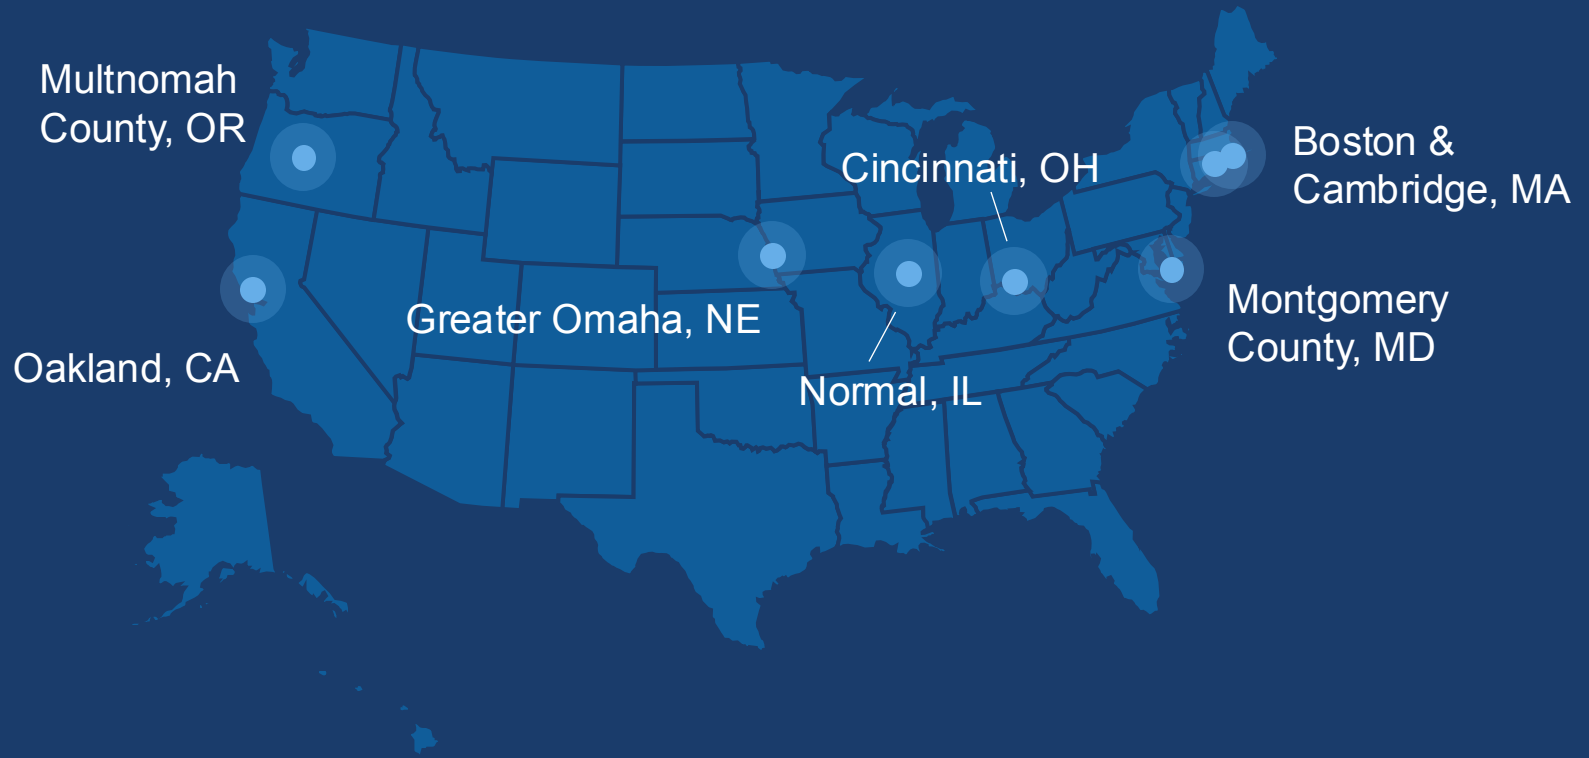 Multnomah
County, OR
Cincinnati, OH
Boston &
Cambridge, MA
Greater Omaha, NE
Montgomery
County, MD
Oakland, CA
Normal, IL